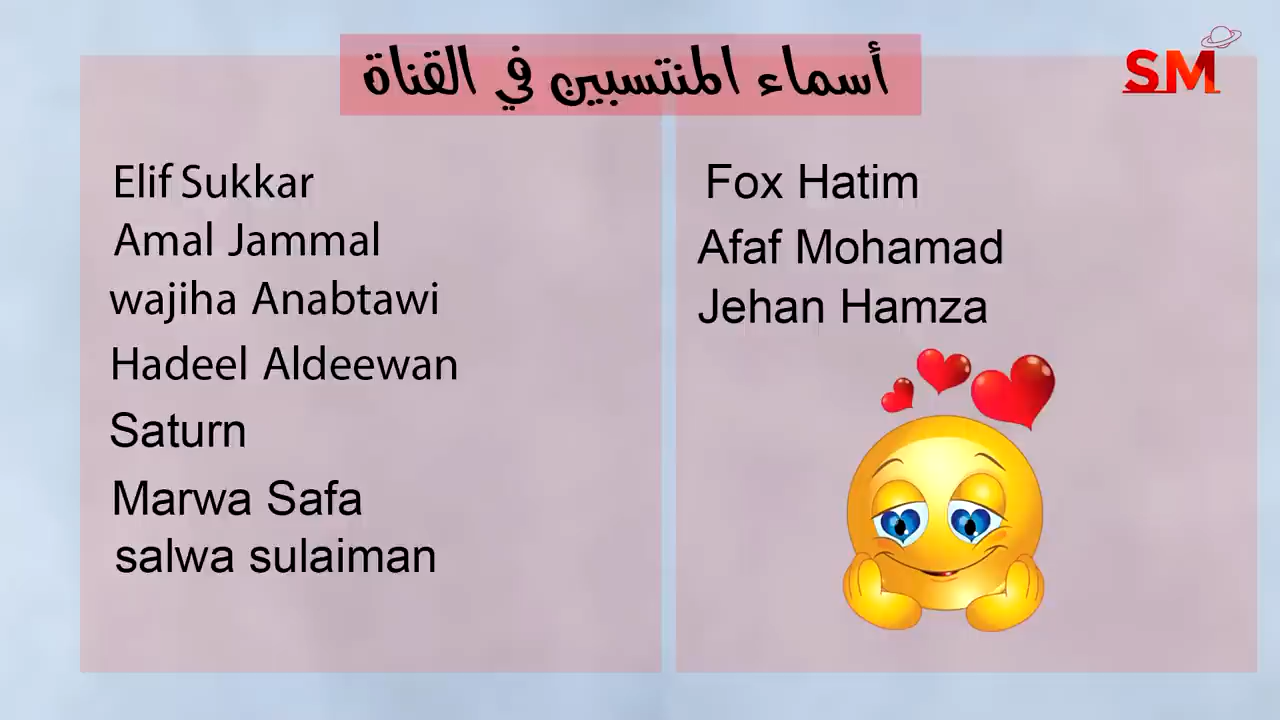 أسماء المنتسبين في القناة
SM
Elif Sukkar
Amal Jammal
wajiha Anabtawi
Hadeel Aldeewan
Saturn
Marwa Safa
salwa sulaiman
Fox Hatim
Afaf Mohamad
Jehan Hamza